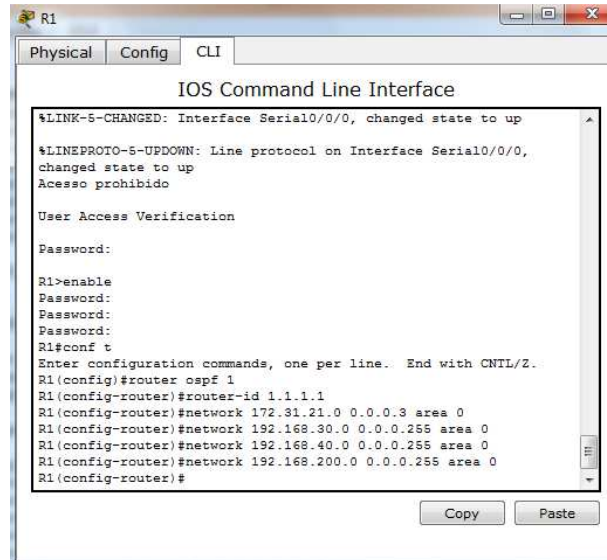 R1
Physical Config CLI
IOS Command Line Interface
%LINK-5-CHANGED: Interface Serial0/0/0, changed state to up
%LINEPROTO-5-UPDOWN: Line protocol on Interface Serial0/0/0,
changed state to up
Acesso prohibido
User Access Verification
Password:
R1>enable
Password:
Password:
Password:
R1#conf t
Enter configuration commands, one per line.  End with CNTL/Z.
R1(config)#router ospf 1
R1(config-router)#router-id 1.1.1.1
R1(config-router)#network 172.31.21.0 0.0.0.3 area 0
R1(config-router)#network 192.168.30.0 0.0.0.255 area 0
R1(config-router)#network 192.168.40.0 0.0.0.255 area 0
R1(config-router)#network 192.168.200.0 0.0.0.255 area 0
R1(config-router)#
Copy Paste